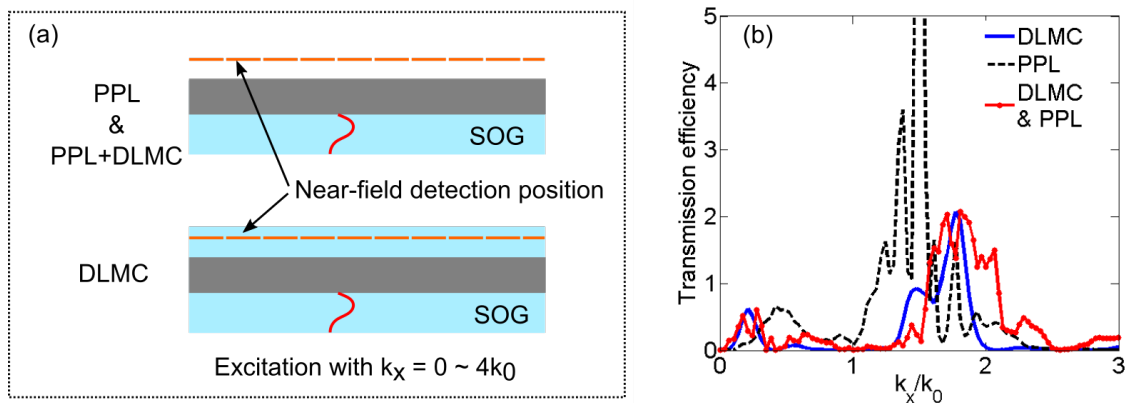 (a)
PPL
&
PPL+DLMC
SOG
Near-field detection position
DLMC
SOG
Excitation with kx = 0 ~ 4k0
(b)
DLMC
PPL
DLMC
& PPL
Transmission efficiency
5
4
3
2
1
0
0 1 2 3
kx/k0